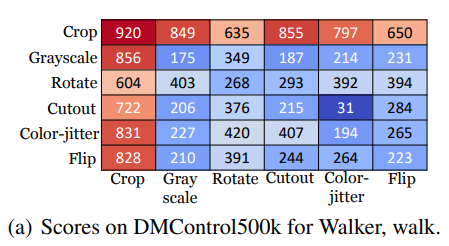 Crop 920 849 635 855 797 650
Grayscale 856 175 349 187 214 231
Rotate 604 403 268 293 392 394
Cutout 722 206 376 215 31 284
Color-jitter 831 227 420 407 194 265
Flip 828 210 391 244 264 223
Crop Gray Rotate Cutout Color- Flip
scale jitter
(a) Scores on DMControl500k for Walker, walk.